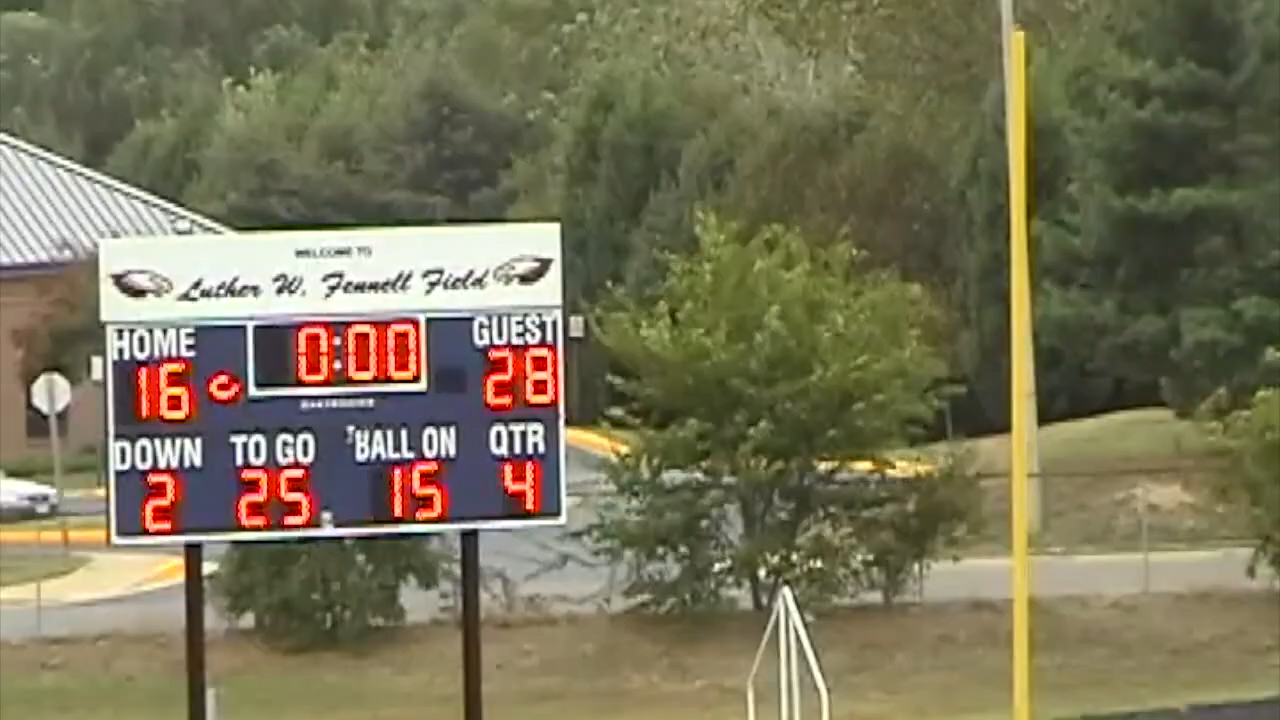 WELCOME TO
Luther W. Fennell Field
HOME 0:00 GUEST
16 28
DOWN TO GO BALL ON QTR
2 25 15 4